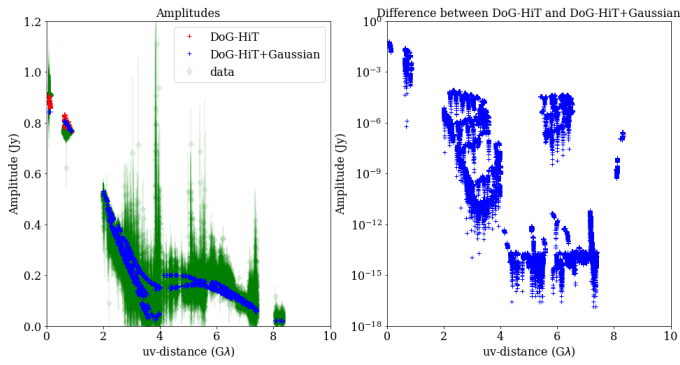 Amplitudes
DoG-HiT
DoG-HiT+Gaussian
data
1.2
1.0
0.8
0.6
0.4
0.2
0.0
Amplitude (Jy)
0
2
4
6
8
10
uv-distance (Gλ)
Difference between DoG-HiT and DoG-HiT+Gaussian
10⁰
10⁻³
10⁻⁶
10⁻⁹
10⁻¹²
10⁻¹⁵
10⁻¹⁸
Amplitude (Jy)
0
2
4
6
8
10
uv-distance (Gλ)